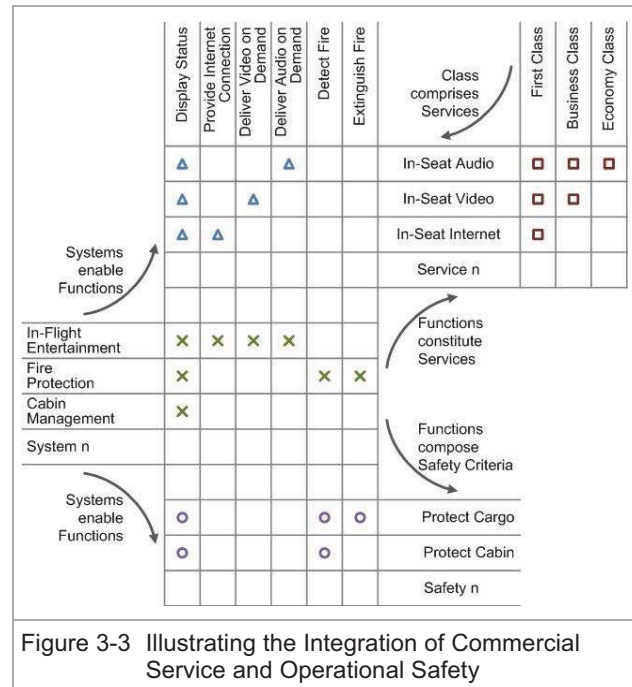 Display Status
Provide Internet
Connection
Deliver Video on
Demand
Deliver Audio on
Demand
Detect Fire
Extinguish Fire
Class
comprises
Services
First Class
Business Class
Economy Class
In-Seat Audio
In-Seat Video
In-Seat Internet
Service n
Systems
enable
Functions
In-Flight
Entertainment
Fire
Protection
Cabin
Management
System n
Functions
constitute
Services
Functions
compose
Safety Criteria
Systems
enable
Functions
Protect Cargo
Protect Cabin
Safety n
Figure 3-3 Illustrating the Integration of Commercial
Service and Operational Safety